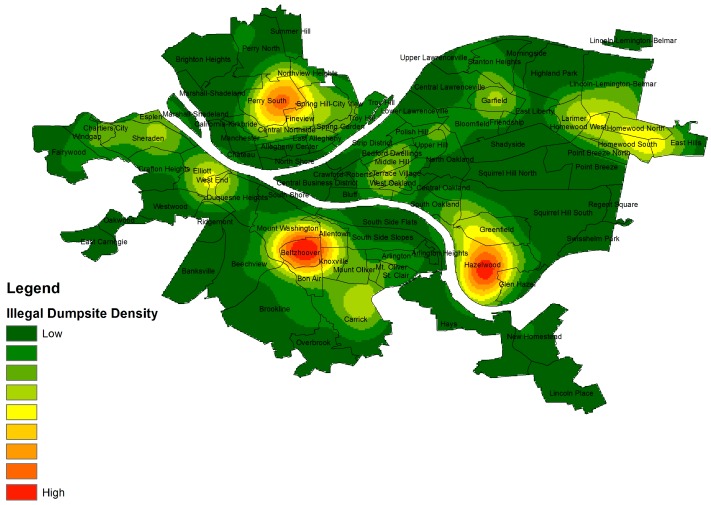 Summer Hill
Perry North
Brighton Heights
Northview Heights
Marshall-Shadeland
Perry South
Spring Hill-City View
Troy Hill
Esplen
Marshall-Shadeland
California-Kirkbride
Fineview
Troy Hill
Spring Garden
Central Northside
Manchester
East Allegheny
Allegheny Center
Chateau
North Shore
Lincoln-Lemington-Belmar
Morningside
Upper Lawrenceville
Stanton Heights
Highland Park
Lincoln-Lemington-Belmar
Central Lawrenceville
Garfield
Lower Lawrenceville
East Liberty
Larimer
Bloomfield
Friendship
Homewood West
Homewood North
Polish Hill
Strip District
Upper Hill
Shadyside
Homewood South
East Hills
Bedford Dwellings
Point Breeze North
Middle Hill
North Oakland
Point Breeze
Crawford-Roberts
Terrace Village
Squirrel Hill North
Central Business District
West Oakland
Central Oakland
Bluff
South Oakland
Regent Square
Squirrel Hill South
Swisshelm Park
Greenfield
Hazelwood
Glen Hazel
Chartiers City
Windgap
Sheraden
Fairywood
Crafton Heights
Elliott
West End
Duquesne Heights
South Shore
Westwood
Ridgemont
Oakwood
East Carnegie
Banksville
Mount Washington
Allentown
South Side Flats
South Side Slopes
Beltzhoover
Knoxville
Arlington
Arlington Heights
Beechview
Mount Oliver
Mt. Oliver
St. Clair
Bon Air
Brookline
Carrick
Overbrook
Hays
New Homestead
Lincoln Place
Legend
Illegal Dumpsite Density
Low
High